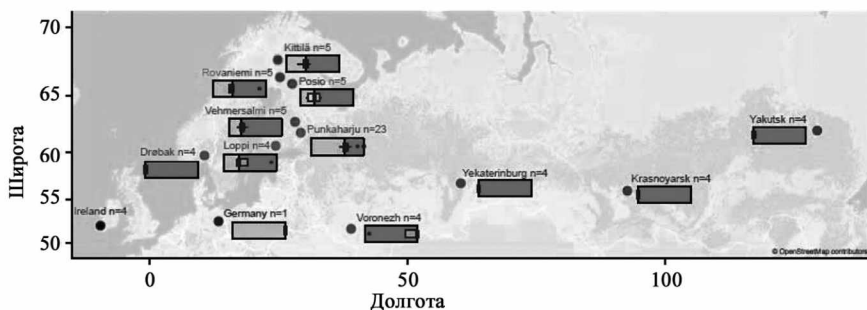 70
Kittilä n=5
Rovaniemi n=5
Posio n=5
65
Vehmersalmi n=5
Punkaharju n=23
Yakutsk n=4
Широта
60
Drøbak n=4
Loppi n=4
Yekaterinburg n=4
Krasnoyarsk n=4
55
Ireland n=4
Germany n=1
Voronezh n=4
50
© OpenStreetMap contributors
0
50
100
Долгота